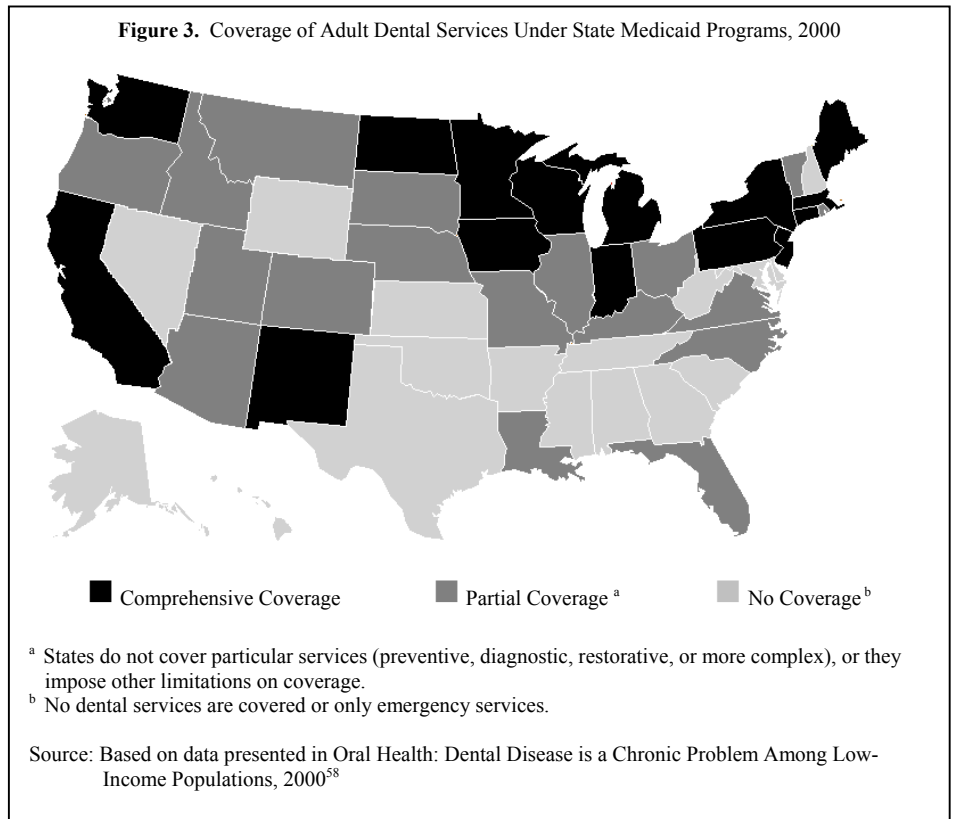 Figure 3. Coverage of Adult Dental Services Under State Medicaid Programs, 2000
Comprehensive Coverage
Partial Coverage a
No Coverage b
a States do not cover particular services (preventive, diagnostic, restorative, or more complex), or they
impose other limitations on coverage.
b No dental services are covered or only emergency services.
Source: Based on data presented in Oral Health: Dental Disease is a Chronic Problem Among Low-
Income Populations, 200058